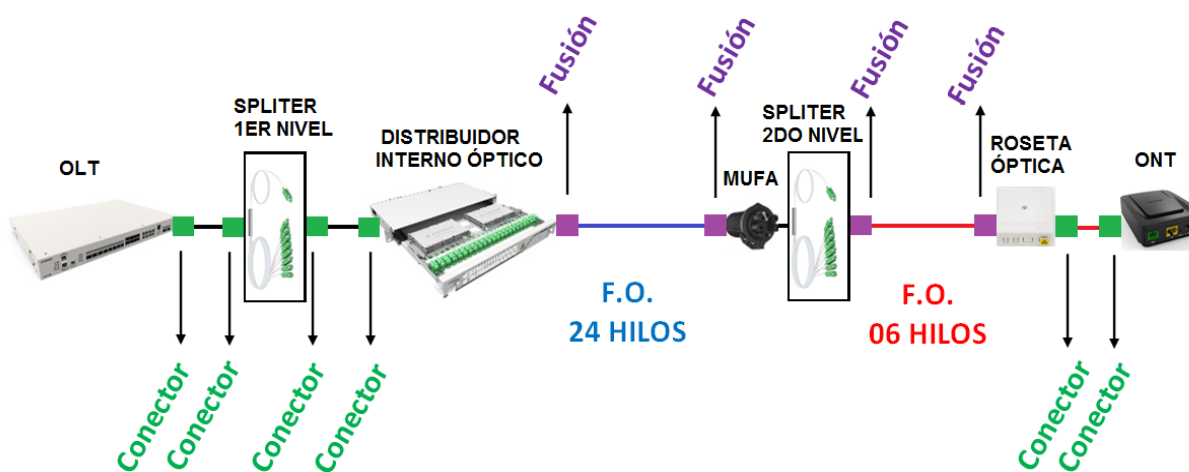 Fusión
Fusión
Fusión
Fusión
SPLITER
1ER NIVEL
DISTRIBUIDOR
INTERNO ÓPTICO
SPLITER
2DO NIVEL
ROSETA
ÓPTICA
ONT
OLT
MUFA
F.O.
24 HILOS
F.O.
06 HILOS
Conector
Conector
Conector
Conector
Conector
Conector